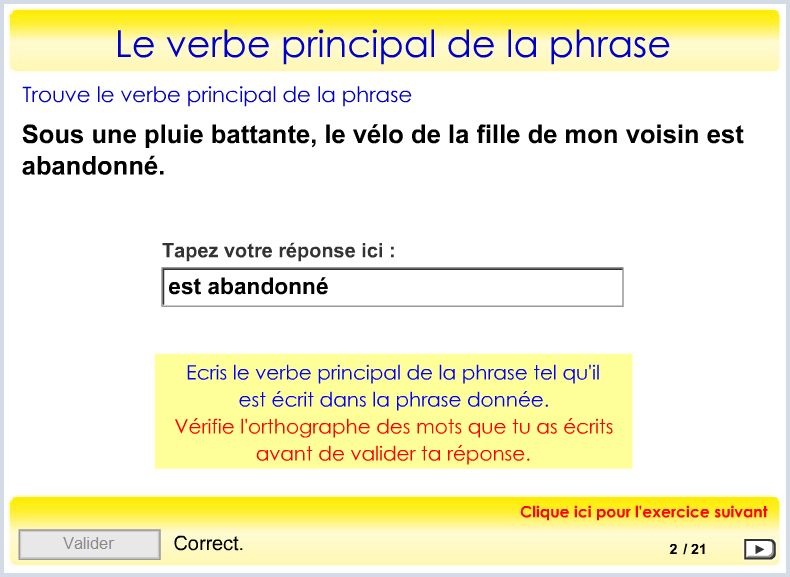 Le verbe principal de la phrase
Trouve le verbe principal de la phrase
Sous une pluie battante, le vélo de la fille de mon voisin est
abandonné.
Tapez votre réponse ici :
est abandonné
Ecris le verbe principal de la phrase tel qu'il
est écrit dans la phrase donnée.
Vérifie l'orthographe des mots que tu as écrits
avant de valider ta réponse.
Clique ici pour l'exercice suivant
Valider
Correct.
2 / 21